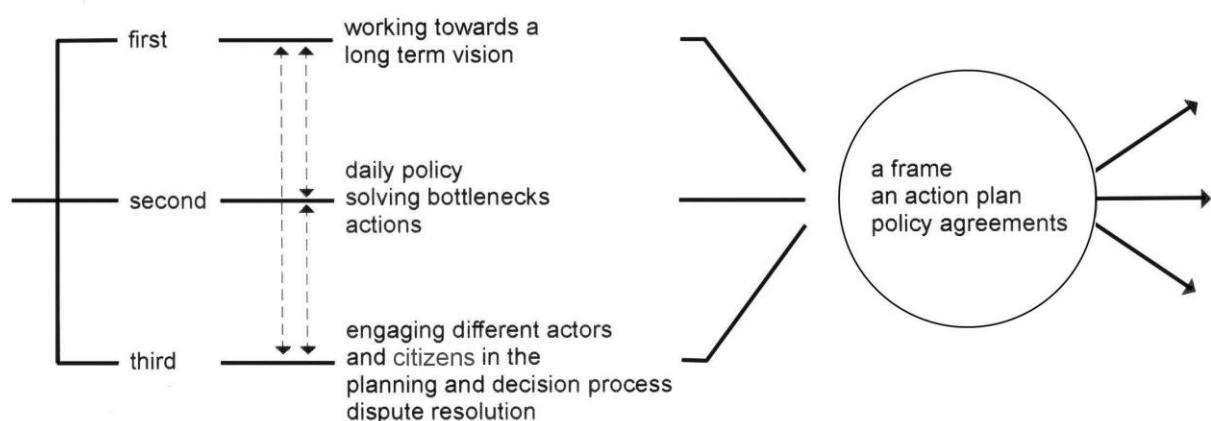 first
working towards a
long term vision
second
daily policy
solving bottlenecks
actions
third
engaging different actors
and citizens in the
planning and decision process
dispute resolution
a frame
an action plan
policy agreements